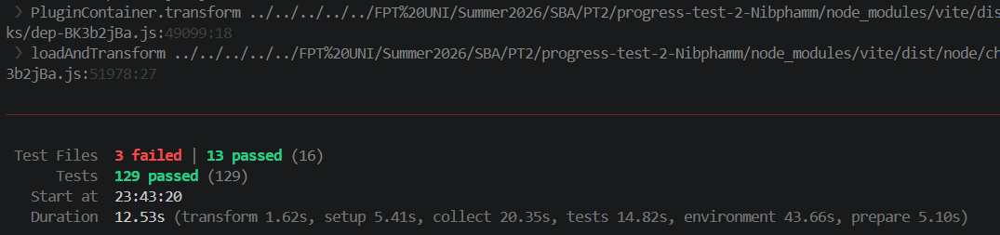 ❯ PluginContainer.transform ../../../../../FPT%20UNI/Summer2026/SBA/PT2/progress-test-2-Nibphamm/node_modules/vite/dis
ks/dep-BK3b2jBa.js:49099:18
❯ loadAndTransform ../../../../../FPT%20UNI/Summer2026/SBA/PT2/progress-test-2-Nibphamm/node_modules/vite/dist/node/ch
3b2jBa.js:51978:27
Test Files 3 failed | 13 passed (16)
Tests 129 passed (129)
Start at 23:43:20
Duration 12.53s (transform 1.62s, setup 5.41s, collect 20.35s, tests 14.82s, environment 43.66s, prepare 5.10s)